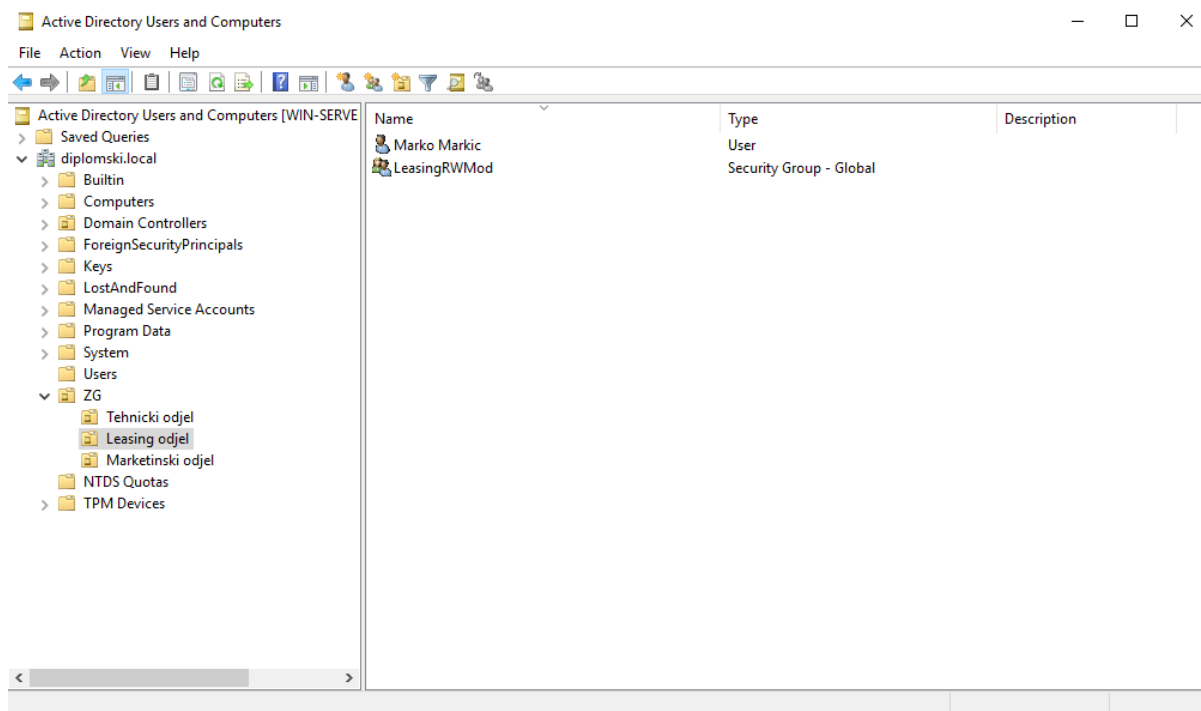 Active Directory Users and Computers
File Action View Help
Active Directory Users and Computers [WIN-SERVE
Saved Queries
diplomski.local
Builtin
Computers
Domain Controllers
ForeignSecurityPrincipals
Keys
LostAndFound
Managed Service Accounts
Program Data
System
Users
ZG
Tehnicki odjel
Leasing odjel
Marketinski odjel
NTDS Quotas
TPM Devices
Name Type Description
Marko Markic User
LeasingRWMod Security Group - Global